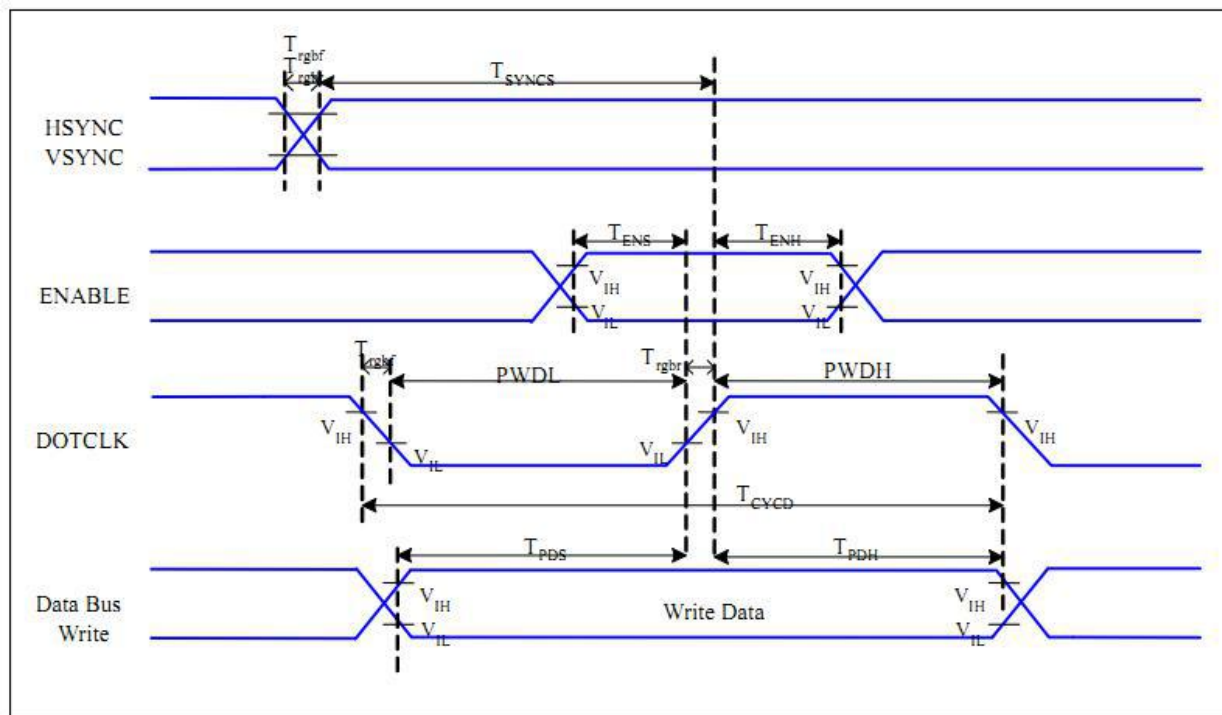 Trgbf
Trgbr
TSYNCS
HSYNC
VSYNC
TENS
TENH
VIH
VIH
ENABLE
VIL
VIL
Trgbf
PWDL
Trgbr
PWDH
VIH
VIH
VIH
DOTCLK
VIL
VIL
TCYCD
TPDS
TPDH
VIH
VIH
Data Bus
Write Data
Write
VIL
VIL